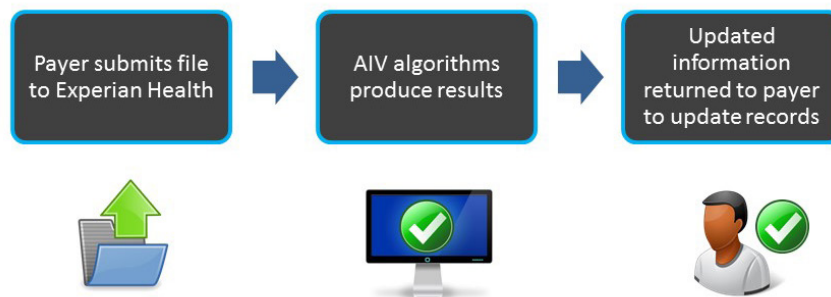 Payer submits file
to Experian Health
AIV algorithms
produce results
Updated
information
returned to payer
to update records